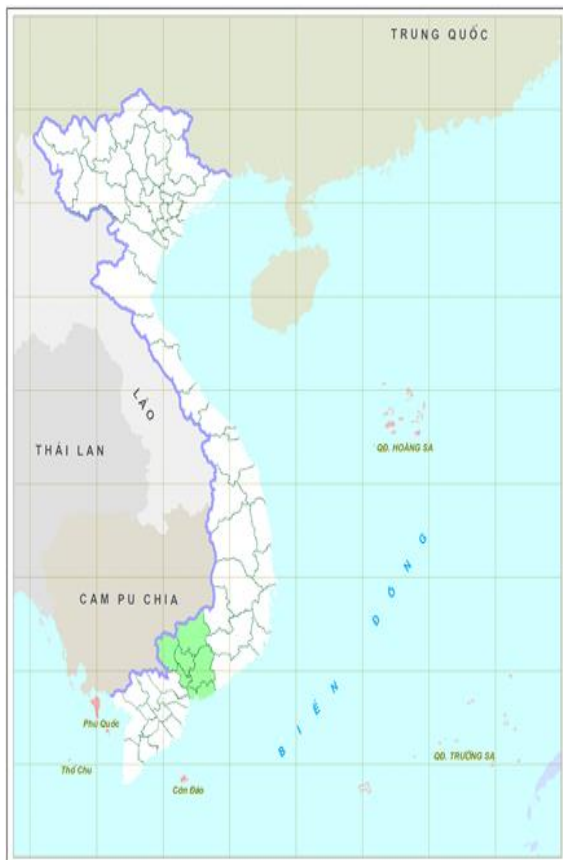 TRUNG QUỐC
LÀO
THÁI LAN
QĐ. HOÀNG SA
CAM PU CHIA
BIỂN ĐÔNG
Phú Quốc
QĐ. TRƯỜNG SA
Thổ Chu
Côn Đảo